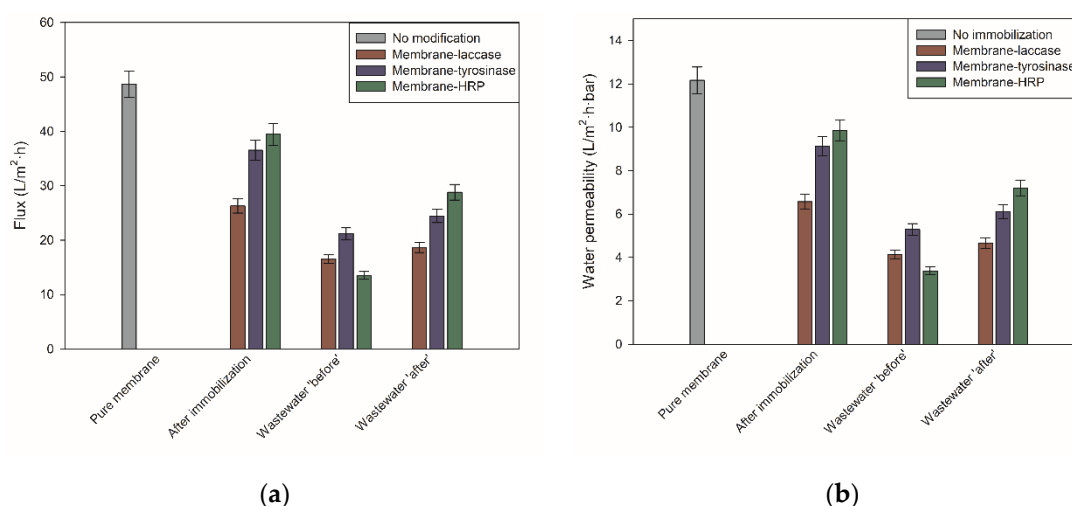 60
50
40
30
20
10
0
Flux (L/m²·h)
No modification
Membrane-laccase
Membrane-tyrosinase
Membrane-HRP
Pure membrane
After immobilization
Wastewater 'before'
Wastewater 'after'
(a)
14
12
10
8
6
4
2
0
Water permeability (L/m²·h·bar)
No immobilization
Membrane-laccase
Membrane-tyrosinase
Membrane-HRP
Pure membrane
After immobilization
Wastewater 'before'
Wastewater 'after'
(b)